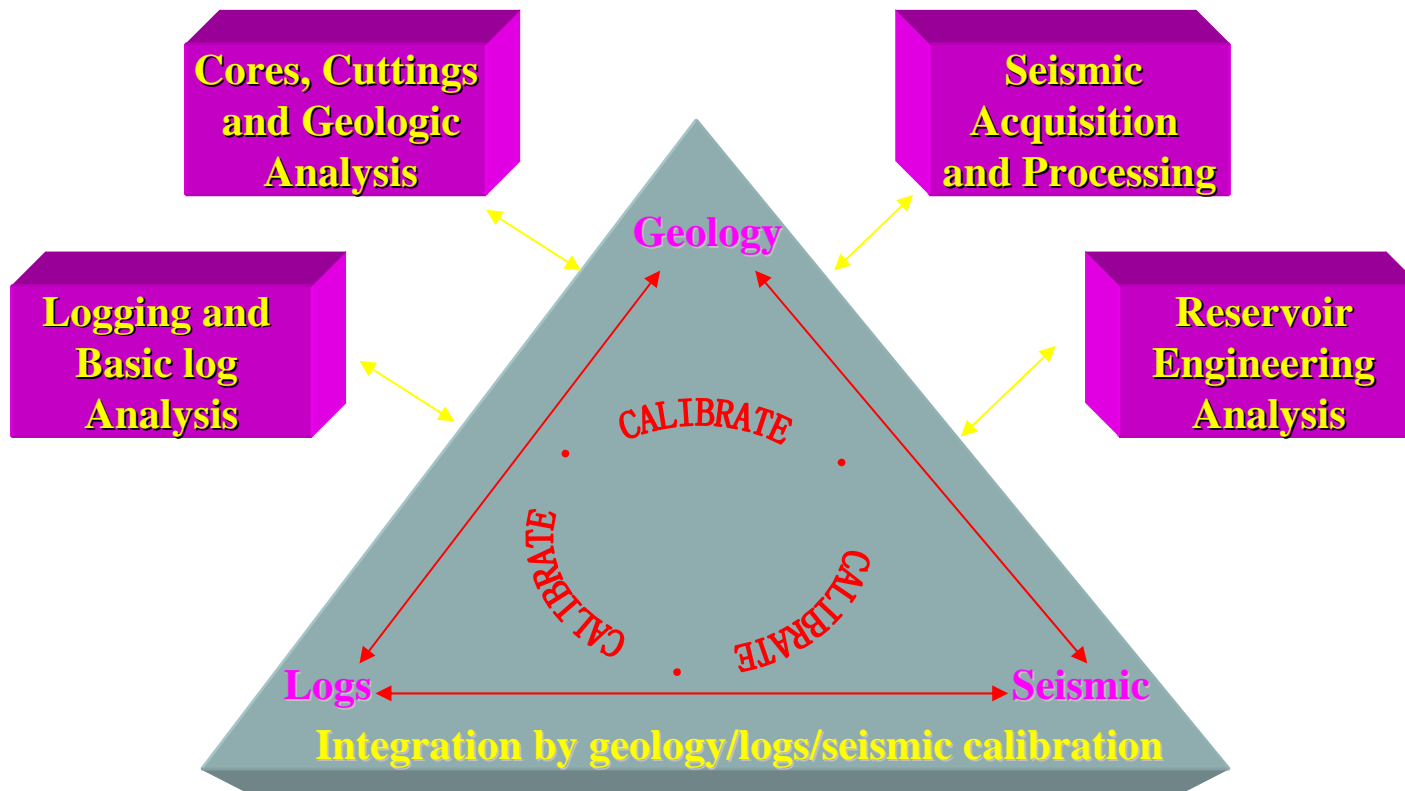 Cores, Cuttings
and Geologic
Analysis
Seismic
Acquisition
and Processing
Geology
Logging and
Basic log
Analysis
Reservoir
Engineering
Analysis
CALIBRATE
CALIBRATE
CALIBRATE
Logs
Seismic
Integration by geology/logs/seismic calibration